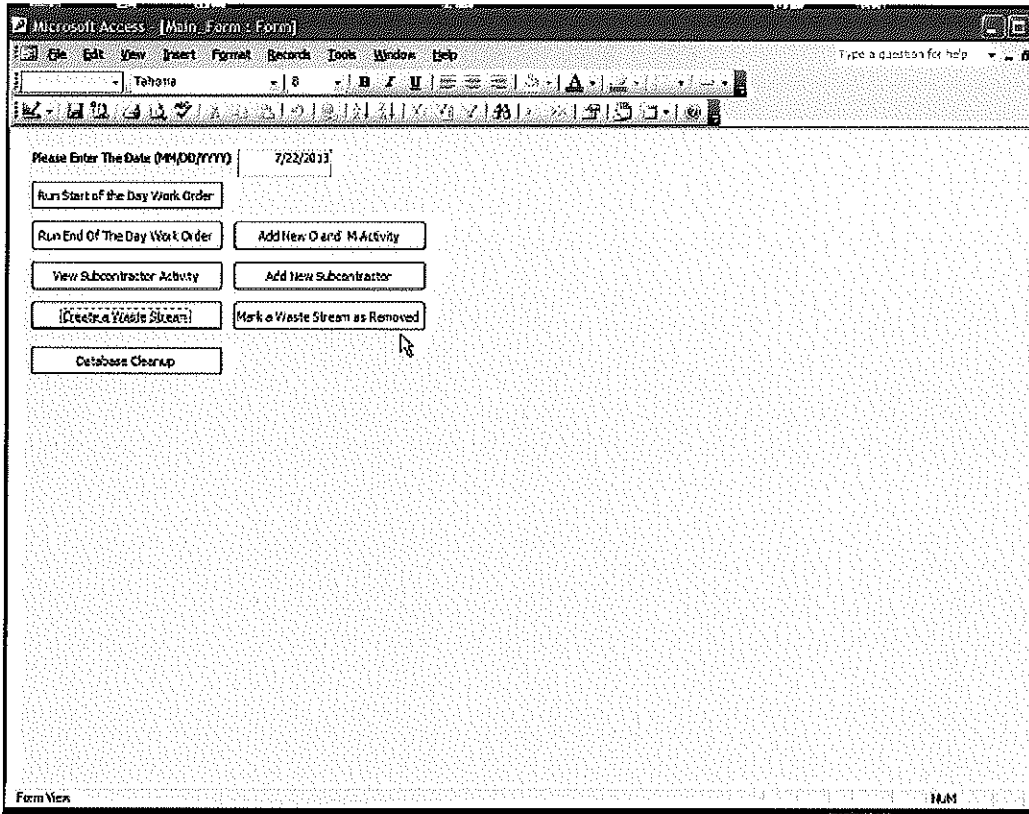 Microsoft Access - [Main_Form : Form]
File Edit View Insert Format Records Tools Window Help Type a question for help
Tahoma 8 B I U A
Please Enter The Date (MM/DD/YYYY) 7/22/2013
Run Start of the Day Work Order
Run End Of The Day Work Order Add New O and M Activity
View Subcontractor Activity Add New Subcontractor
Create a Waste Stream Mark a Waste Stream as Removed
Database Cleanup
Form View NUM